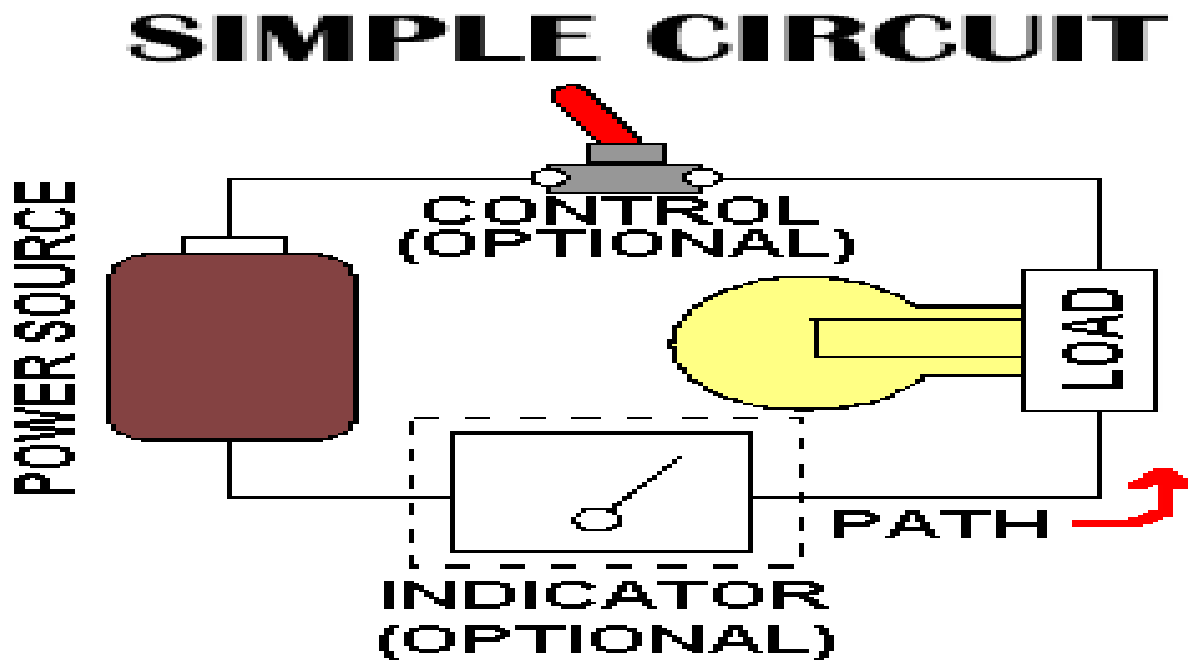 SIMPLE CIRCUIT
CONTROL
(OPTIONAL)
POWER SOURCE
LOAD
PATH
INDICATOR
(OPTIONAL)